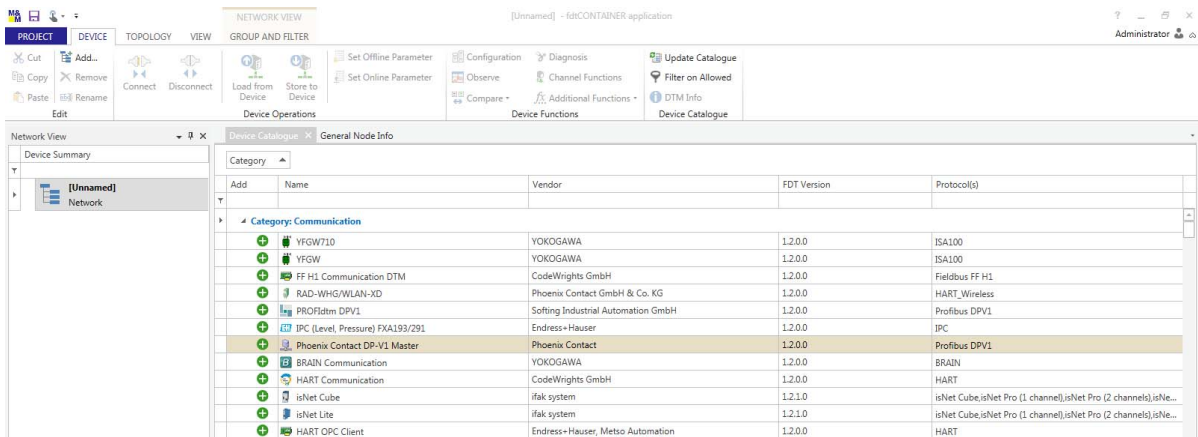 M&M
NETWORK VIEW
[Unnamed] - fdtCONTAINER application
PROJECT DEVICE TOPOLOGY VIEW GROUP AND FILTER Administrator
Cut Add... Set Offline Parameter Configuration Diagnosis Update Catalogue
Copy Remove Set Online Parameter Observe Channel Functions Filter on Allowed
Paste Rename Connect Disconnect Load from Device Store to Device Compare Additional Functions DTM Info
Edit Device Operations Device Functions Device Catalogue
Network View Device Catalogue General Node Info
Device Summary Category
[Unnamed]
Network
Add Name Vendor FDT Version Protocol(s)
Category: Communication
YFGW710 YOKOGAWA 1.2.0.0 ISA100
YFGW YOKOGAWA 1.2.0.0 ISA100
FF H1 Communication DTM CodeWrights GmbH 1.2.0.0 Fieldbus FF H1
RAD-WHG/WLAN-XD Phoenix Contact GmbH & Co. KG 1.2.0.0 HART_Wireless
PROFIdtm DPV1 Softing Industrial Automation GmbH 1.2.0.0 Profibus DPV1
IPC (Level, Pressure) FXA193/291 Endress+Hauser 1.2.0.0 IPC
Phoenix Contact DP-V1 Master Phoenix Contact 1.2.0.0 Profibus DPV1
BRAIN Communication YOKOGAWA 1.2.0.0 BRAIN
HART Communication CodeWrights GmbH 1.2.0.0 HART
isNet Cube ifak system 1.2.1.0 isNet Cube,isNet Pro (1 channel),isNet Pro (2 channels),isNe...
isNet Lite ifak system 1.2.1.0 isNet Cube,isNet Pro (1 channel),isNet Pro (2 channels),isNe...
HART OPC Client Endress+Hauser, Metso Automation 1.2.0.0 HART